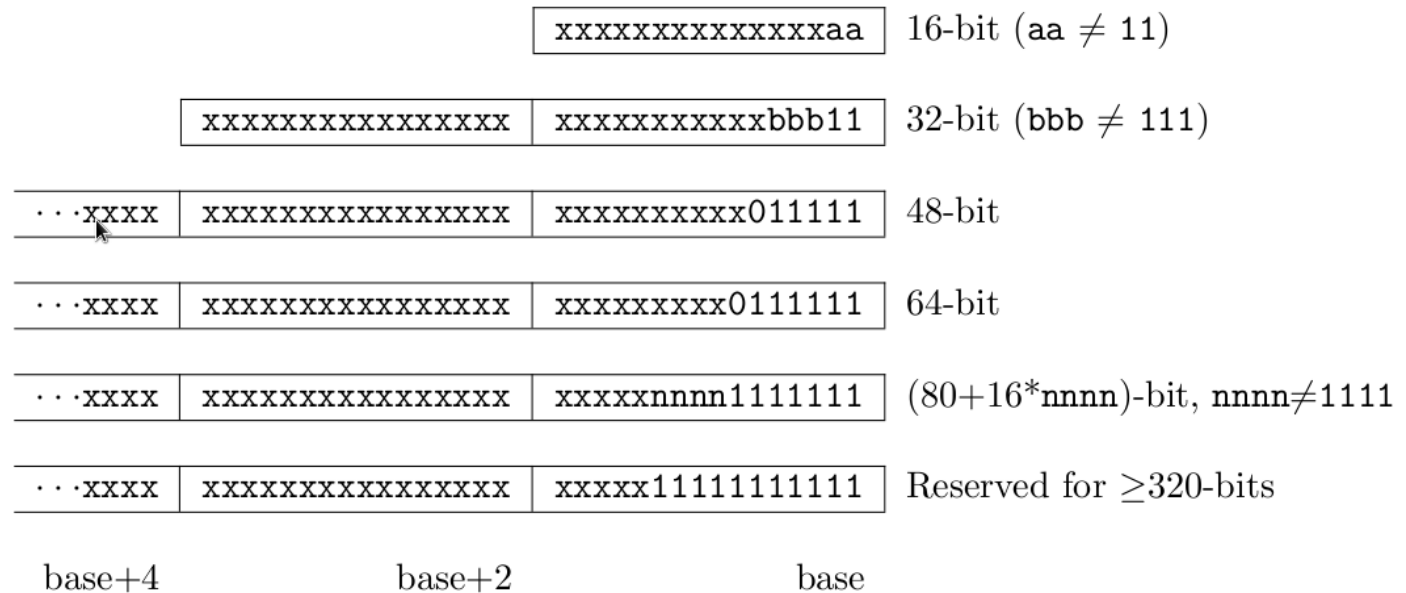 xxxxxxxxxxxxxxaa 16-bit (aa ≠ 11)
xxxxxxxxxxxxxxxx xxxxxxxxxxxbbb11 32-bit (bbb ≠ 111)
···xxxx xxxxxxxxxxxxxxxx xxxxxxxxxx011111 48-bit
···xxxx xxxxxxxxxxxxxxxx xxxxxxxxx0111111 64-bit
···xxxx xxxxxxxxxxxxxxxx xxxxxnnnn1111111 (80+16*nnnn)-bit, nnnn≠1111
···xxxx xxxxxxxxxxxxxxxx xxxxx11111111111 Reserved for ≥320-bits
base+4 base+2 base